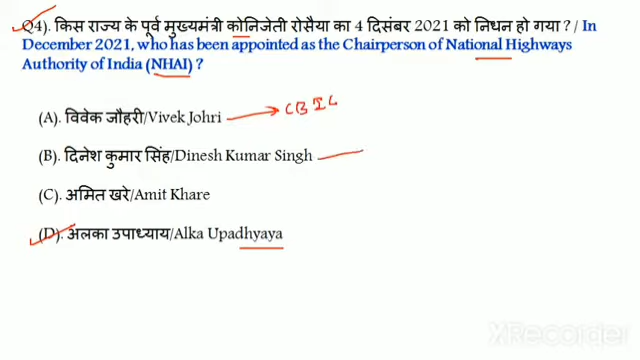 Q4). किस राज्य के पूर्व मुख्यमंत्री कोनिजेती रोसैया का 4 दिसंबर 2021 को निधन हो गया ? / In
December 2021, who has been appointed as the Chairperson of National Highways
Authority of India (NHAI) ?
(A). विवेक जौहरी/Vivek Johri CBIC
(B). दिनेश कुमार सिंह/Dinesh Kumar Singh
(C). अमित खरे/Amit Khare
(D). अलका उपाध्याय/Alka Upadhyaya
XRecorder